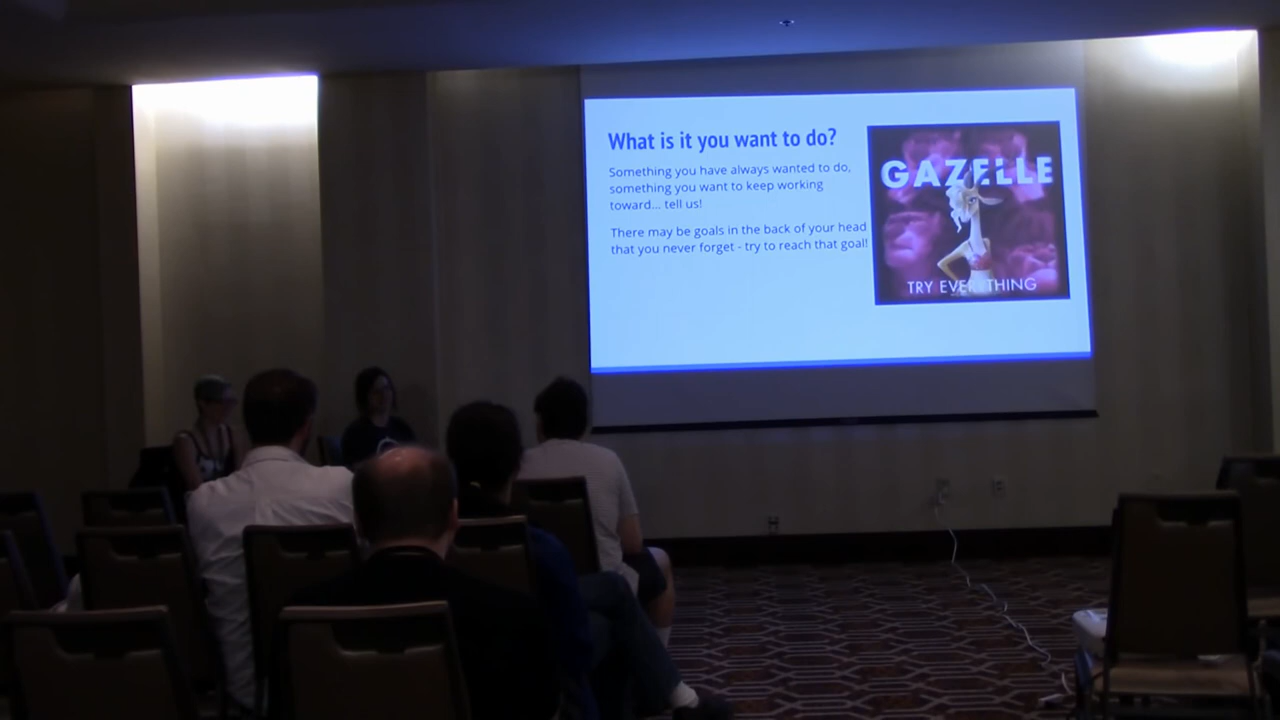 What is it you want to do?
Something you have always wanted to do,
something you want to keep working
toward... tell us!
There may be goals in the back of your head
that you never forget - try to reach that goal!
GAZELLE
TRY EVERYTHING